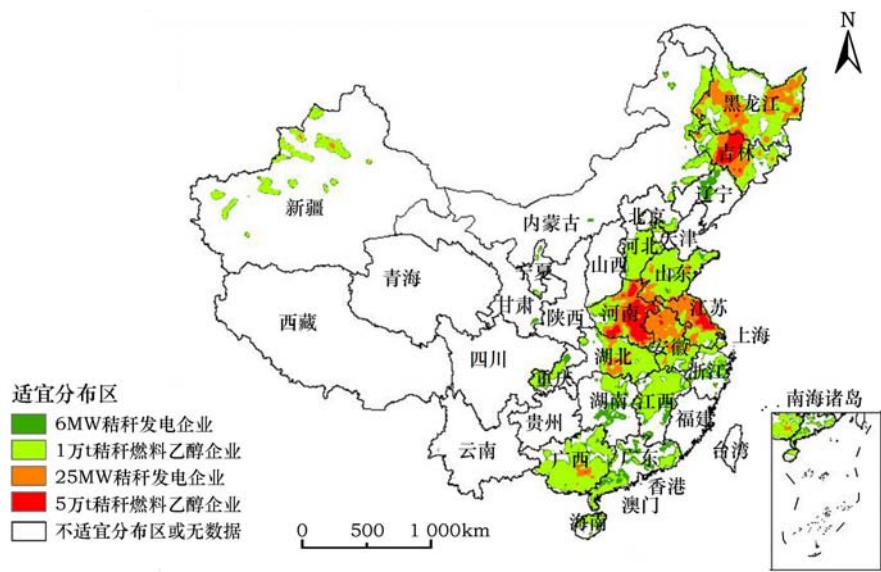 N
黑龙江
吉林
辽宁
新疆
内蒙古
北京
天津
河北
山西
山东
宁夏
青海
甘肃
陕西
河南
江苏
西藏
安徽
上海
四川
湖北
重庆
浙江
湖南
江西
贵州
福建
云南
台湾
广西
广东
香港
澳门
海南
南海诸岛
适宜分布区
6MW秸秆发电企业
1万t秸秆燃料乙醇企业
25MW秸秆发电企业
5万t秸秆燃料乙醇企业
不适宜分布区或无数据
0 500 1 000km